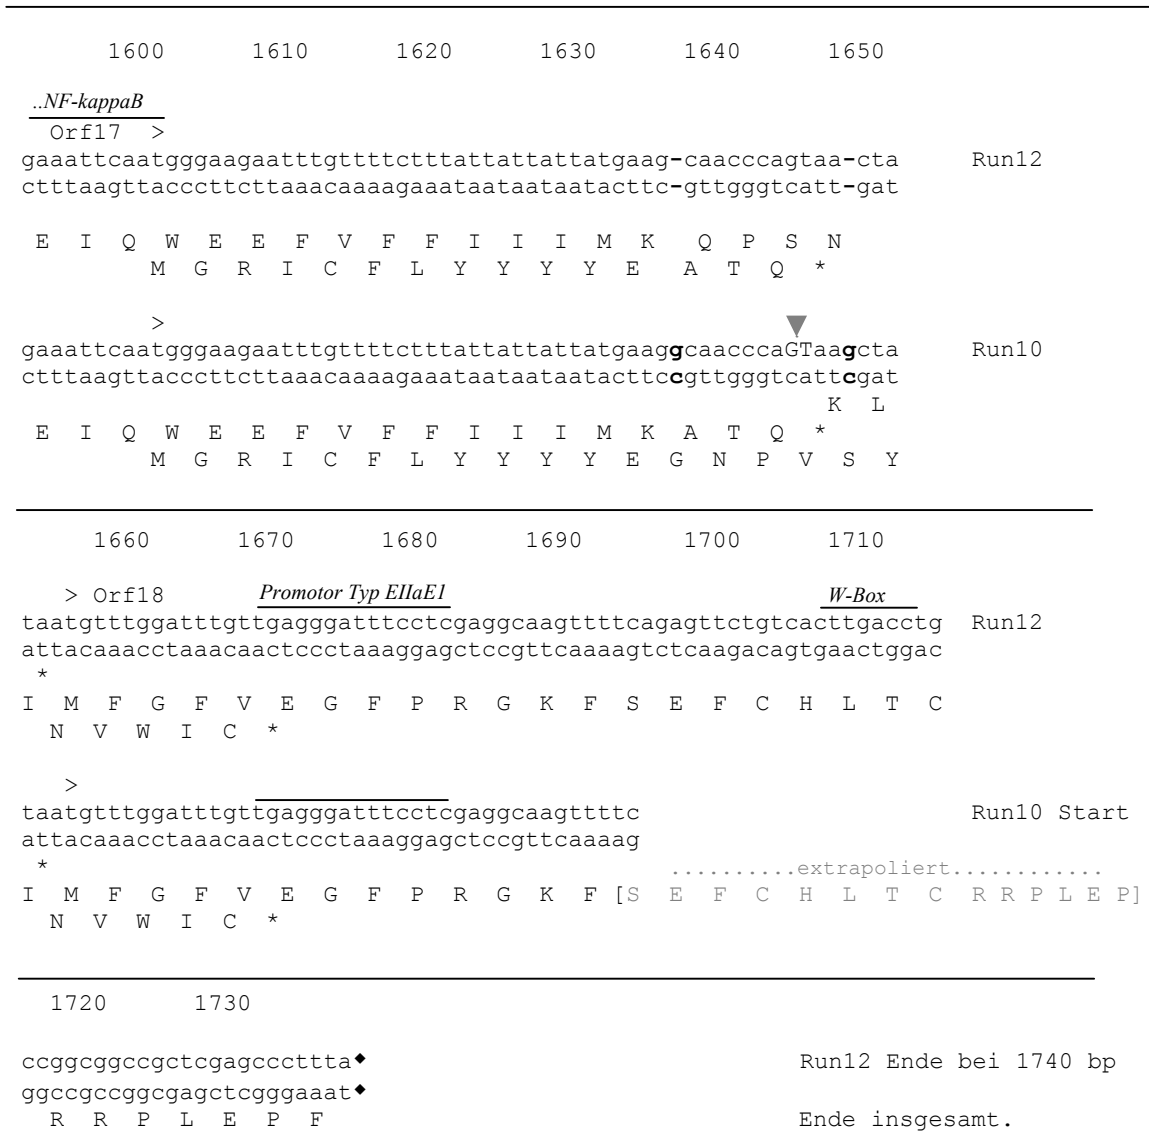 1600 1610 1620 1630 1640 1650
..NF-kappaB
Orf17 >
gaaattcaatgggaagaatttgttttctttattattattatgaag-caacccagtaa-cta Run12
ctttaagttacccttcttaaacaaaagaaataataataatacttc-gttgggtcatt-gat
E I Q W E E F V F F I I I M K Q P S N
M G R I C F L Y Y Y Y E A T Q *
> ▼
gaaattcaatgggaagaatttgttttctttattattattatgaaggcaacccaGTaagcta Run10
ctttaagttacccttcttaaacaaaagaaataataataatacttccgttgggtcattcgat
K L
E I Q W E E F V F F I I I M K A T Q *
M G R I C F L Y Y Y Y E G N P V S Y
1660 1670 1680 1690 1700 1710
> Orf18 Promotor Typ EIIaE1 W-Box
taatgtttggatttgttgagggatttcctcgaggcaagttttcagagttctgtcacttgacctg Run12
attacaaacctaaacaactccctaaaggagctccgttcaaaagtctcaagacagtgaactggac
*
I M F G F V E G F P R G K F S E F C H L T C
N V W I C *
>
taatgtttggatttgttgagggatttcctcgaggcaagttttc Run10 Start
attacaaacctaaacaactccctaaaggagctccgttcaaaag
* ..........extrapoliert............
I M F G F V E G F P R G K F [S E F C H L T C R R P L E P]
N V W I C *
1720 1730
ccggcggccgctcgagcccttta◆ Run12 Ende bei 1740 bp
ggccgccggcgagctcgggaaat◆
R R P L E P F Ende insgesamt.